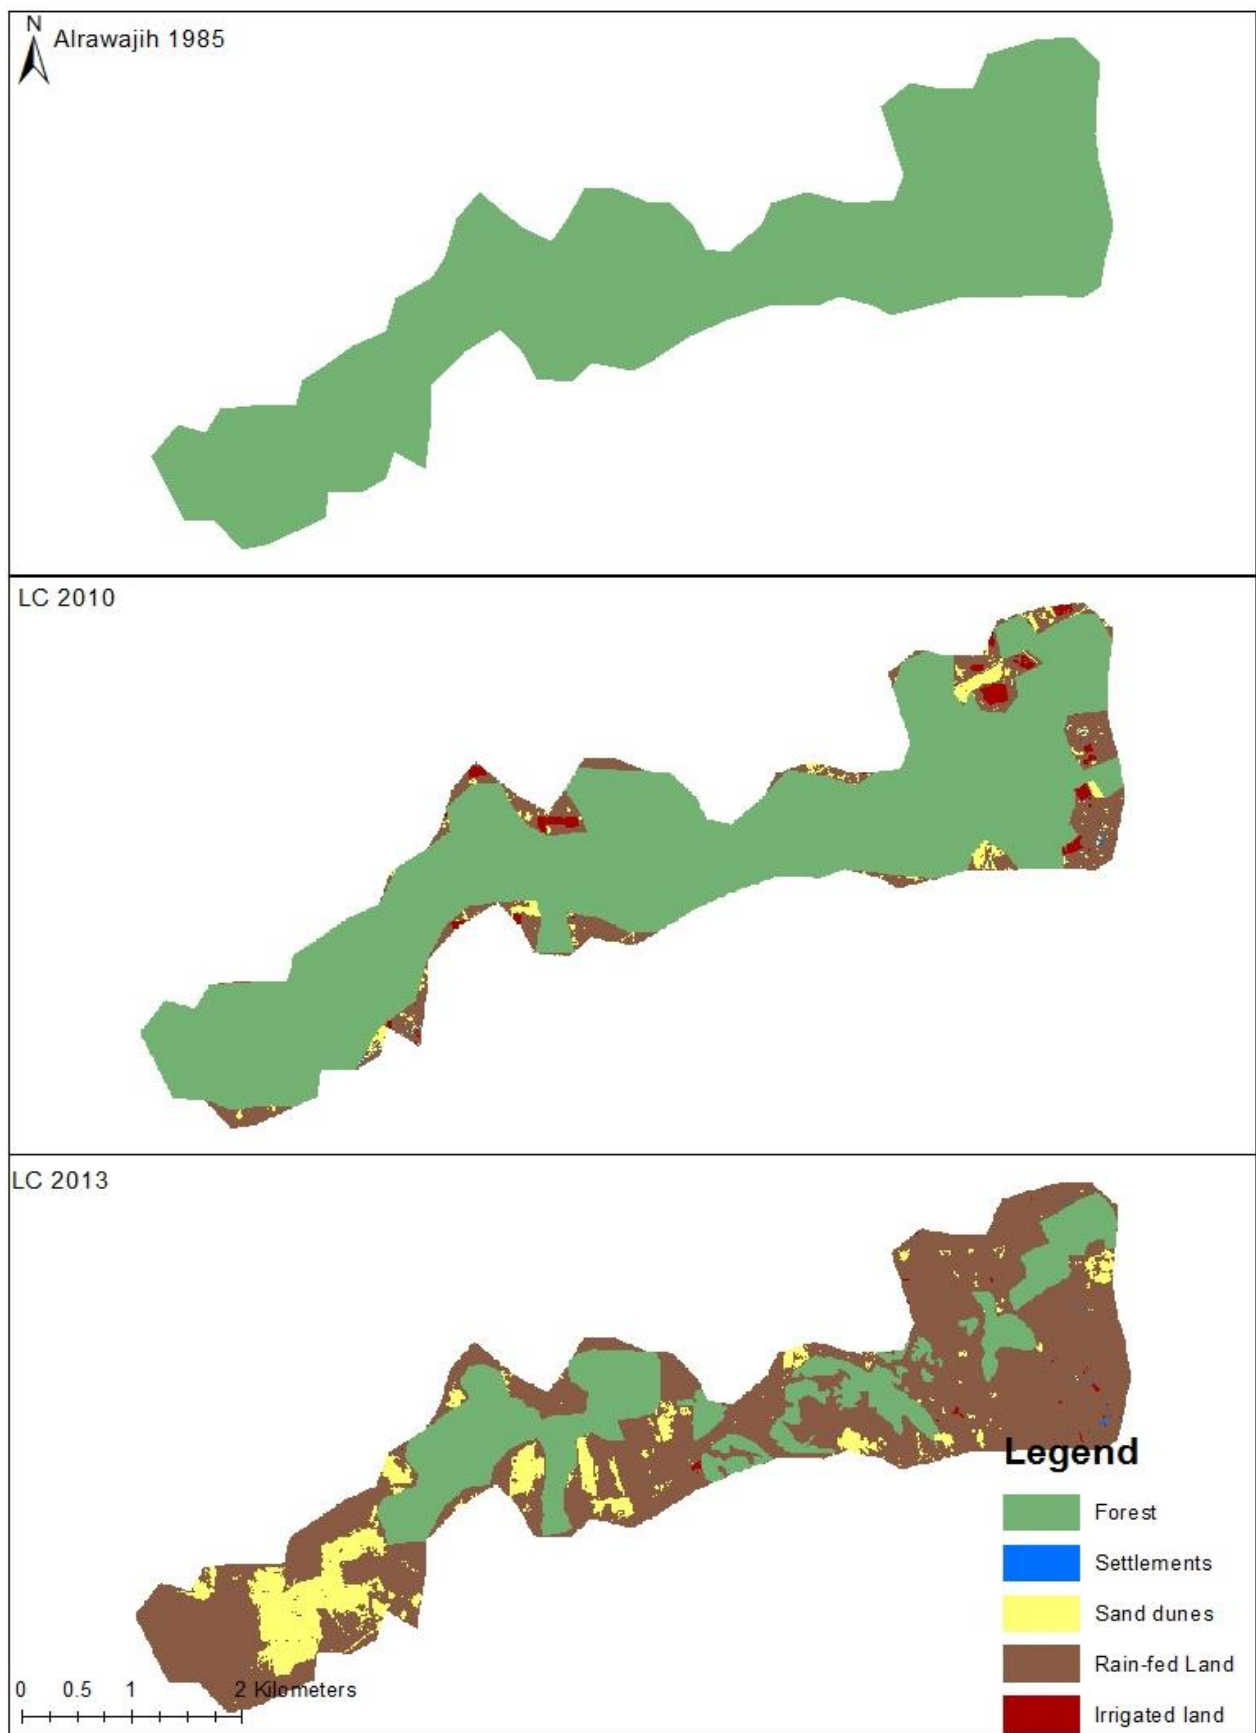 N
Alrawajih 1985
LC 2010
LC 2013
Legend
Forest
Settlements
Sand dunes
Rain-fed Land
Irrigated land
0 0.5 1 2 Kilometers